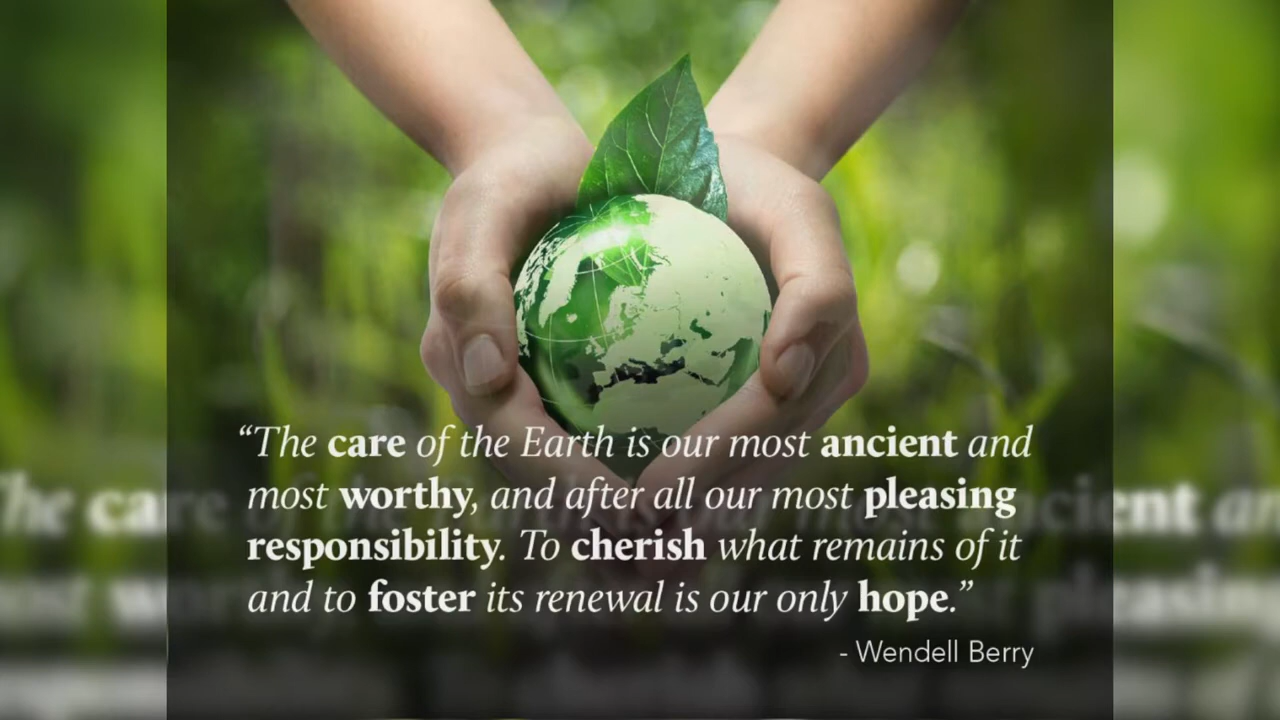 “The care of the Earth is our most ancient and
most worthy, and after all our most pleasing
responsibility. To cherish what remains of it
and to foster its renewal is our only hope.”
- Wendell Berry